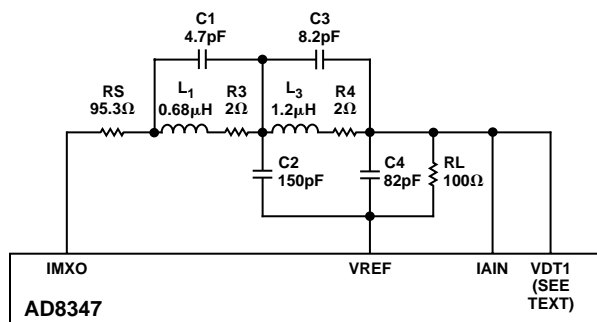 C1
4.7pF
C3
8.2pF
RS
95.3Ω
L1
0.68μH
R3
2Ω
L3
1.2μH
R4
2Ω
C2
150pF
C4
82pF
RL
100Ω
IMXO
VREF
IAIN
VDT1
(SEE
TEXT)
AD8347